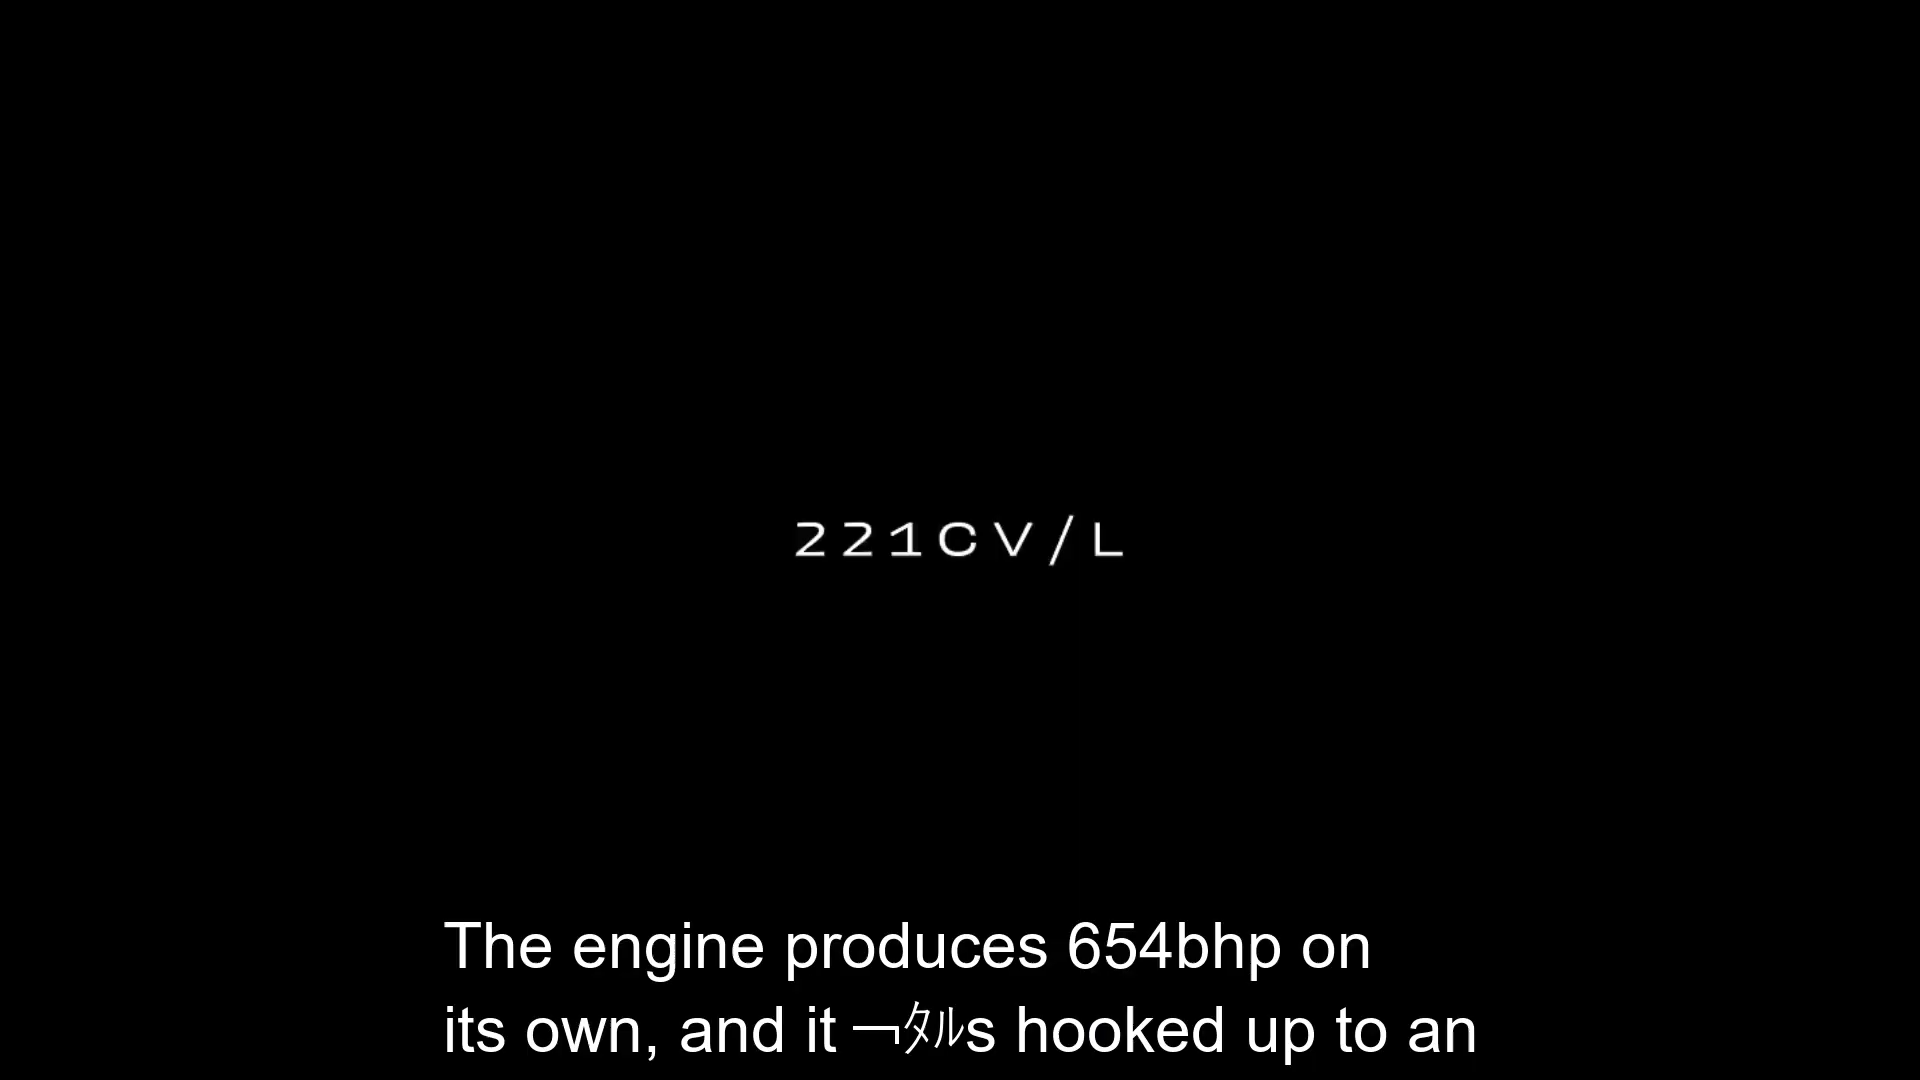 221CV/L
The engine produces 654bhp on
its own, and it ￢ﾀﾙs hooked up to an